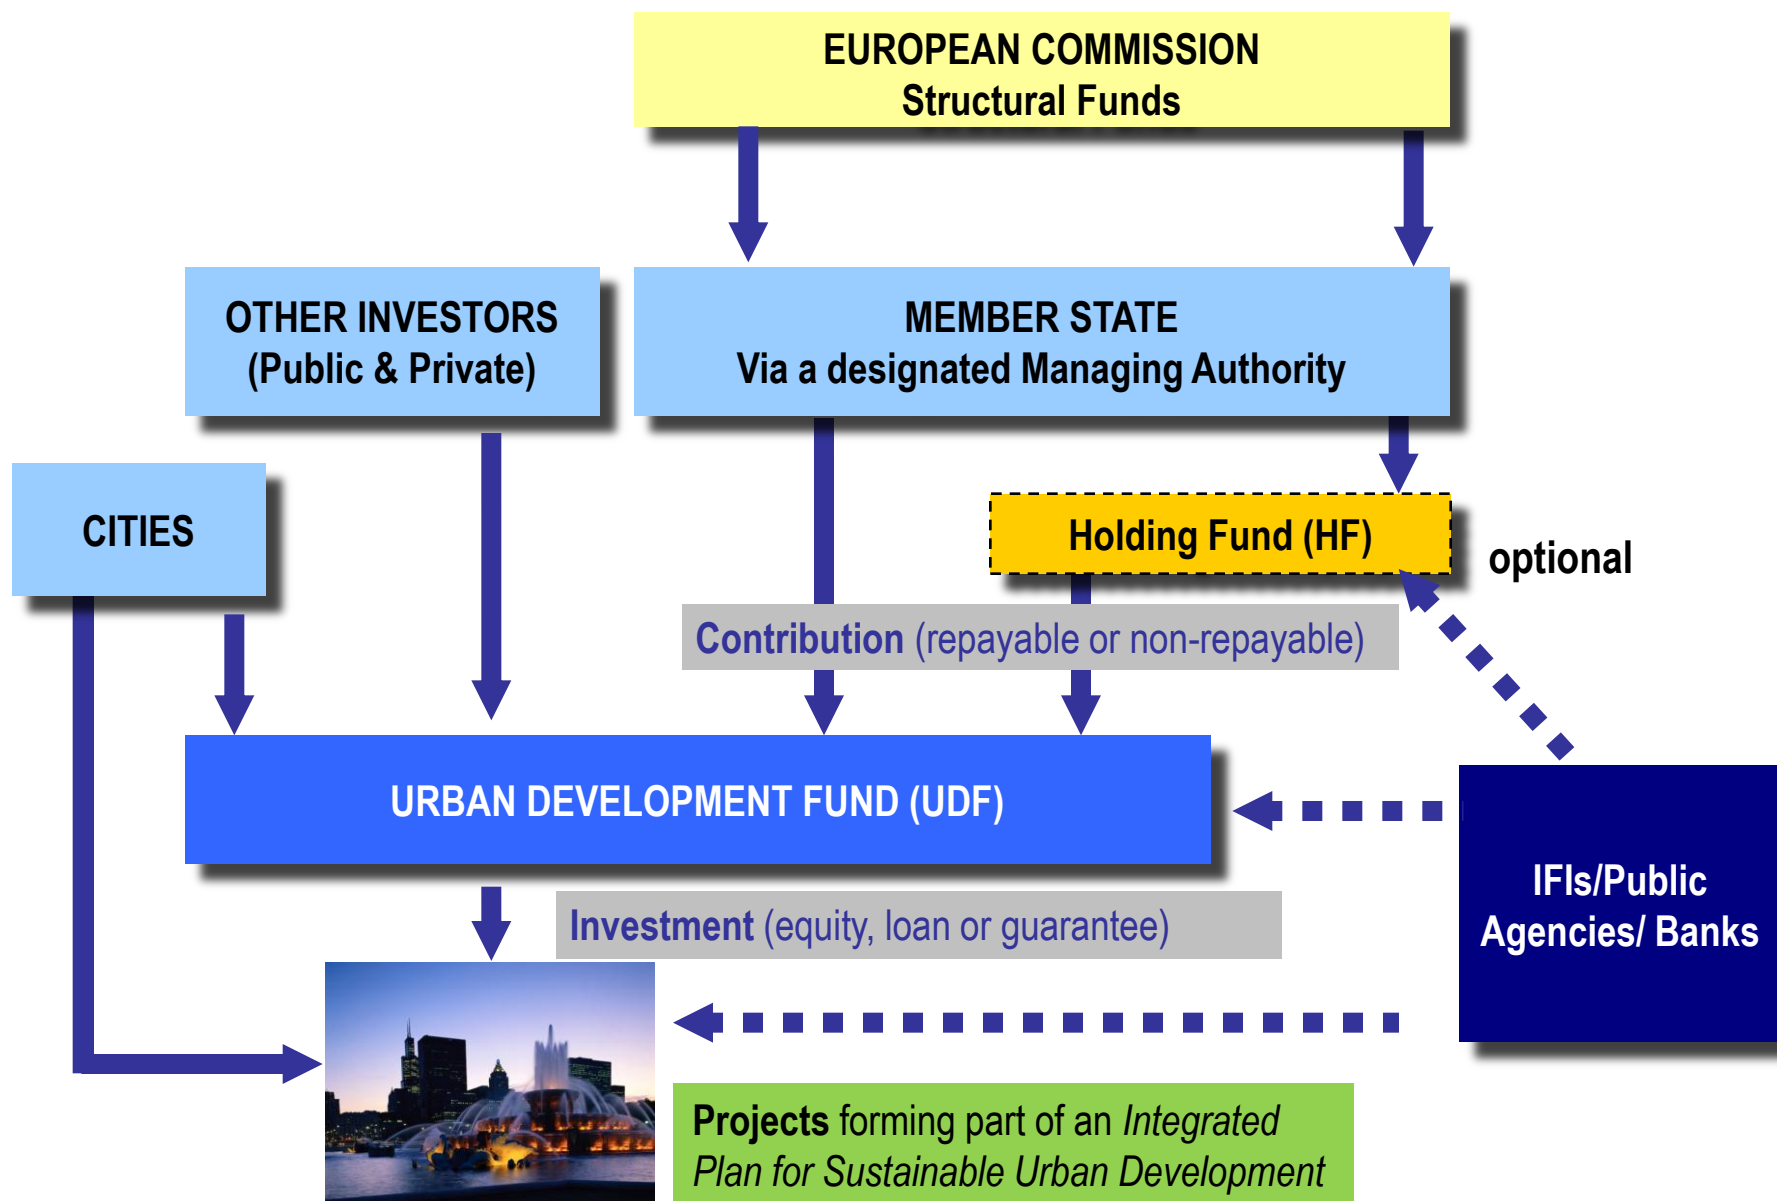 EUROPEAN COMMISSION
Structural Funds
OTHER INVESTORS
(Public & Private)
MEMBER STATE
Via a designated Managing Authority
CITIES
Holding Fund (HF)
optional
Contribution (repayable or non-repayable)
URBAN DEVELOPMENT FUND (UDF)
IFIs/Public
Agencies/ Banks
Investment (equity, loan or guarantee)
Projects forming part of an Integrated
Plan for Sustainable Urban Development